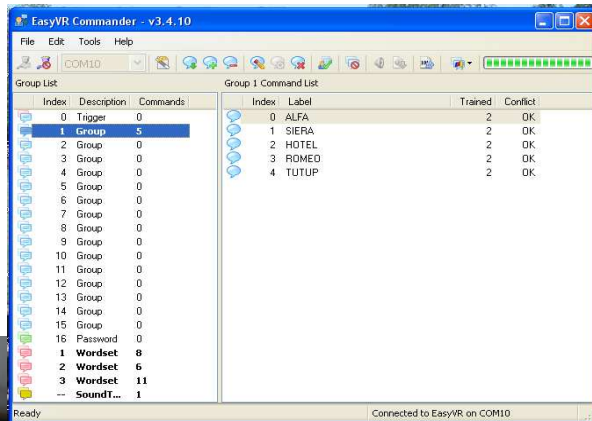 EasyVR Commander - v3.4.10
File Edit Tools Help
COM10
Group List
Index Description Commands
0 Trigger 0
1 Group 5
2 Group 0
3 Group 0
4 Group 0
5 Group 0
6 Group 0
7 Group 0
8 Group 0
9 Group 0
10 Group 0
11 Group 0
12 Group 0
13 Group 0
14 Group 0
15 Group 0
16 Password 0
1 Wordset 8
2 Wordset 6
3 Wordset 11
-- SoundT... 1
Group 1 Command List
Index Label Trained Conflict
0 ALFA 2 OK
1 SIERA 2 OK
2 HOTEL 2 OK
3 ROMEO 2 OK
4 TUTUP 2 OK
Ready Connected to EasyVR on COM10